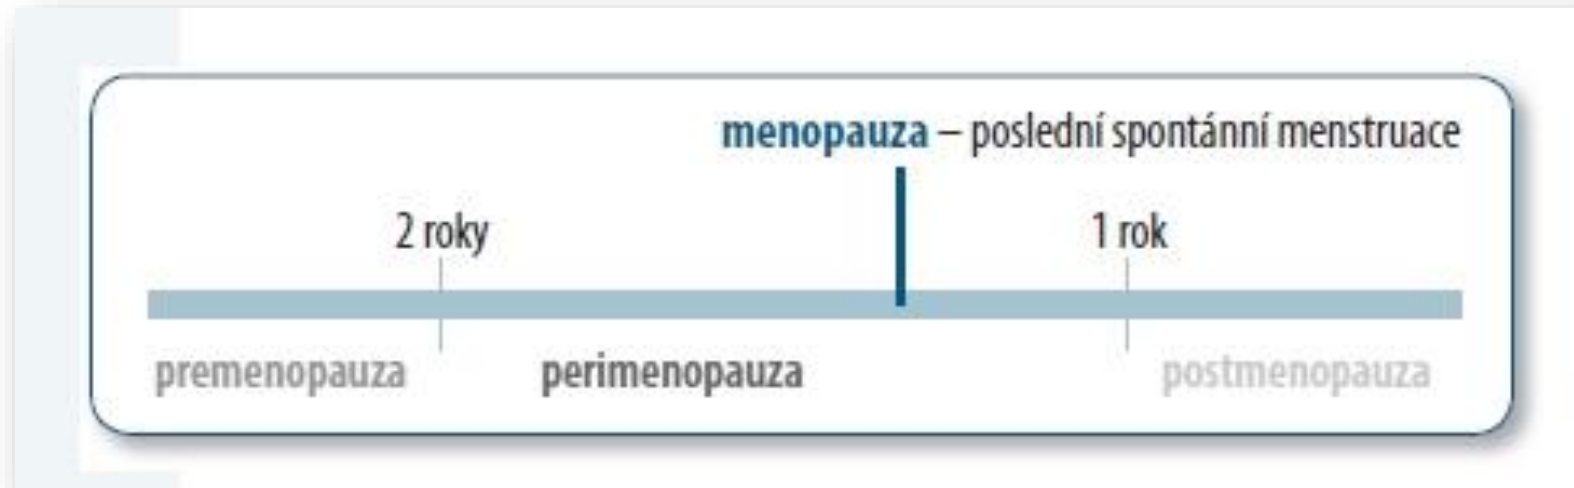 menopauza – poslední spontánní menstruace
2 roky 1 rok
premenopauza perimenopauza postmenopauza